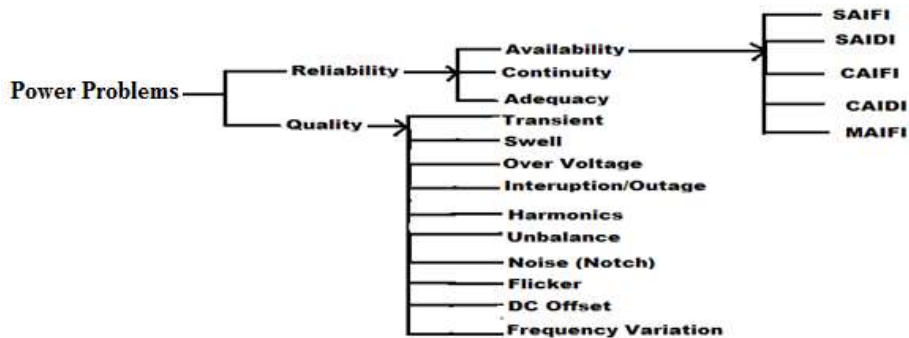 Power Problems
Reliability
Quality
Availability
Continuity
Adequacy
SAIFI
SAIDI
CAIFI
CAIDI
MAIFI
Transient
Swell
Over Voltage
Interuption/Outage
Harmonics
Unbalance
Noise (Notch)
Flicker
DC Offset
Frequency Variation